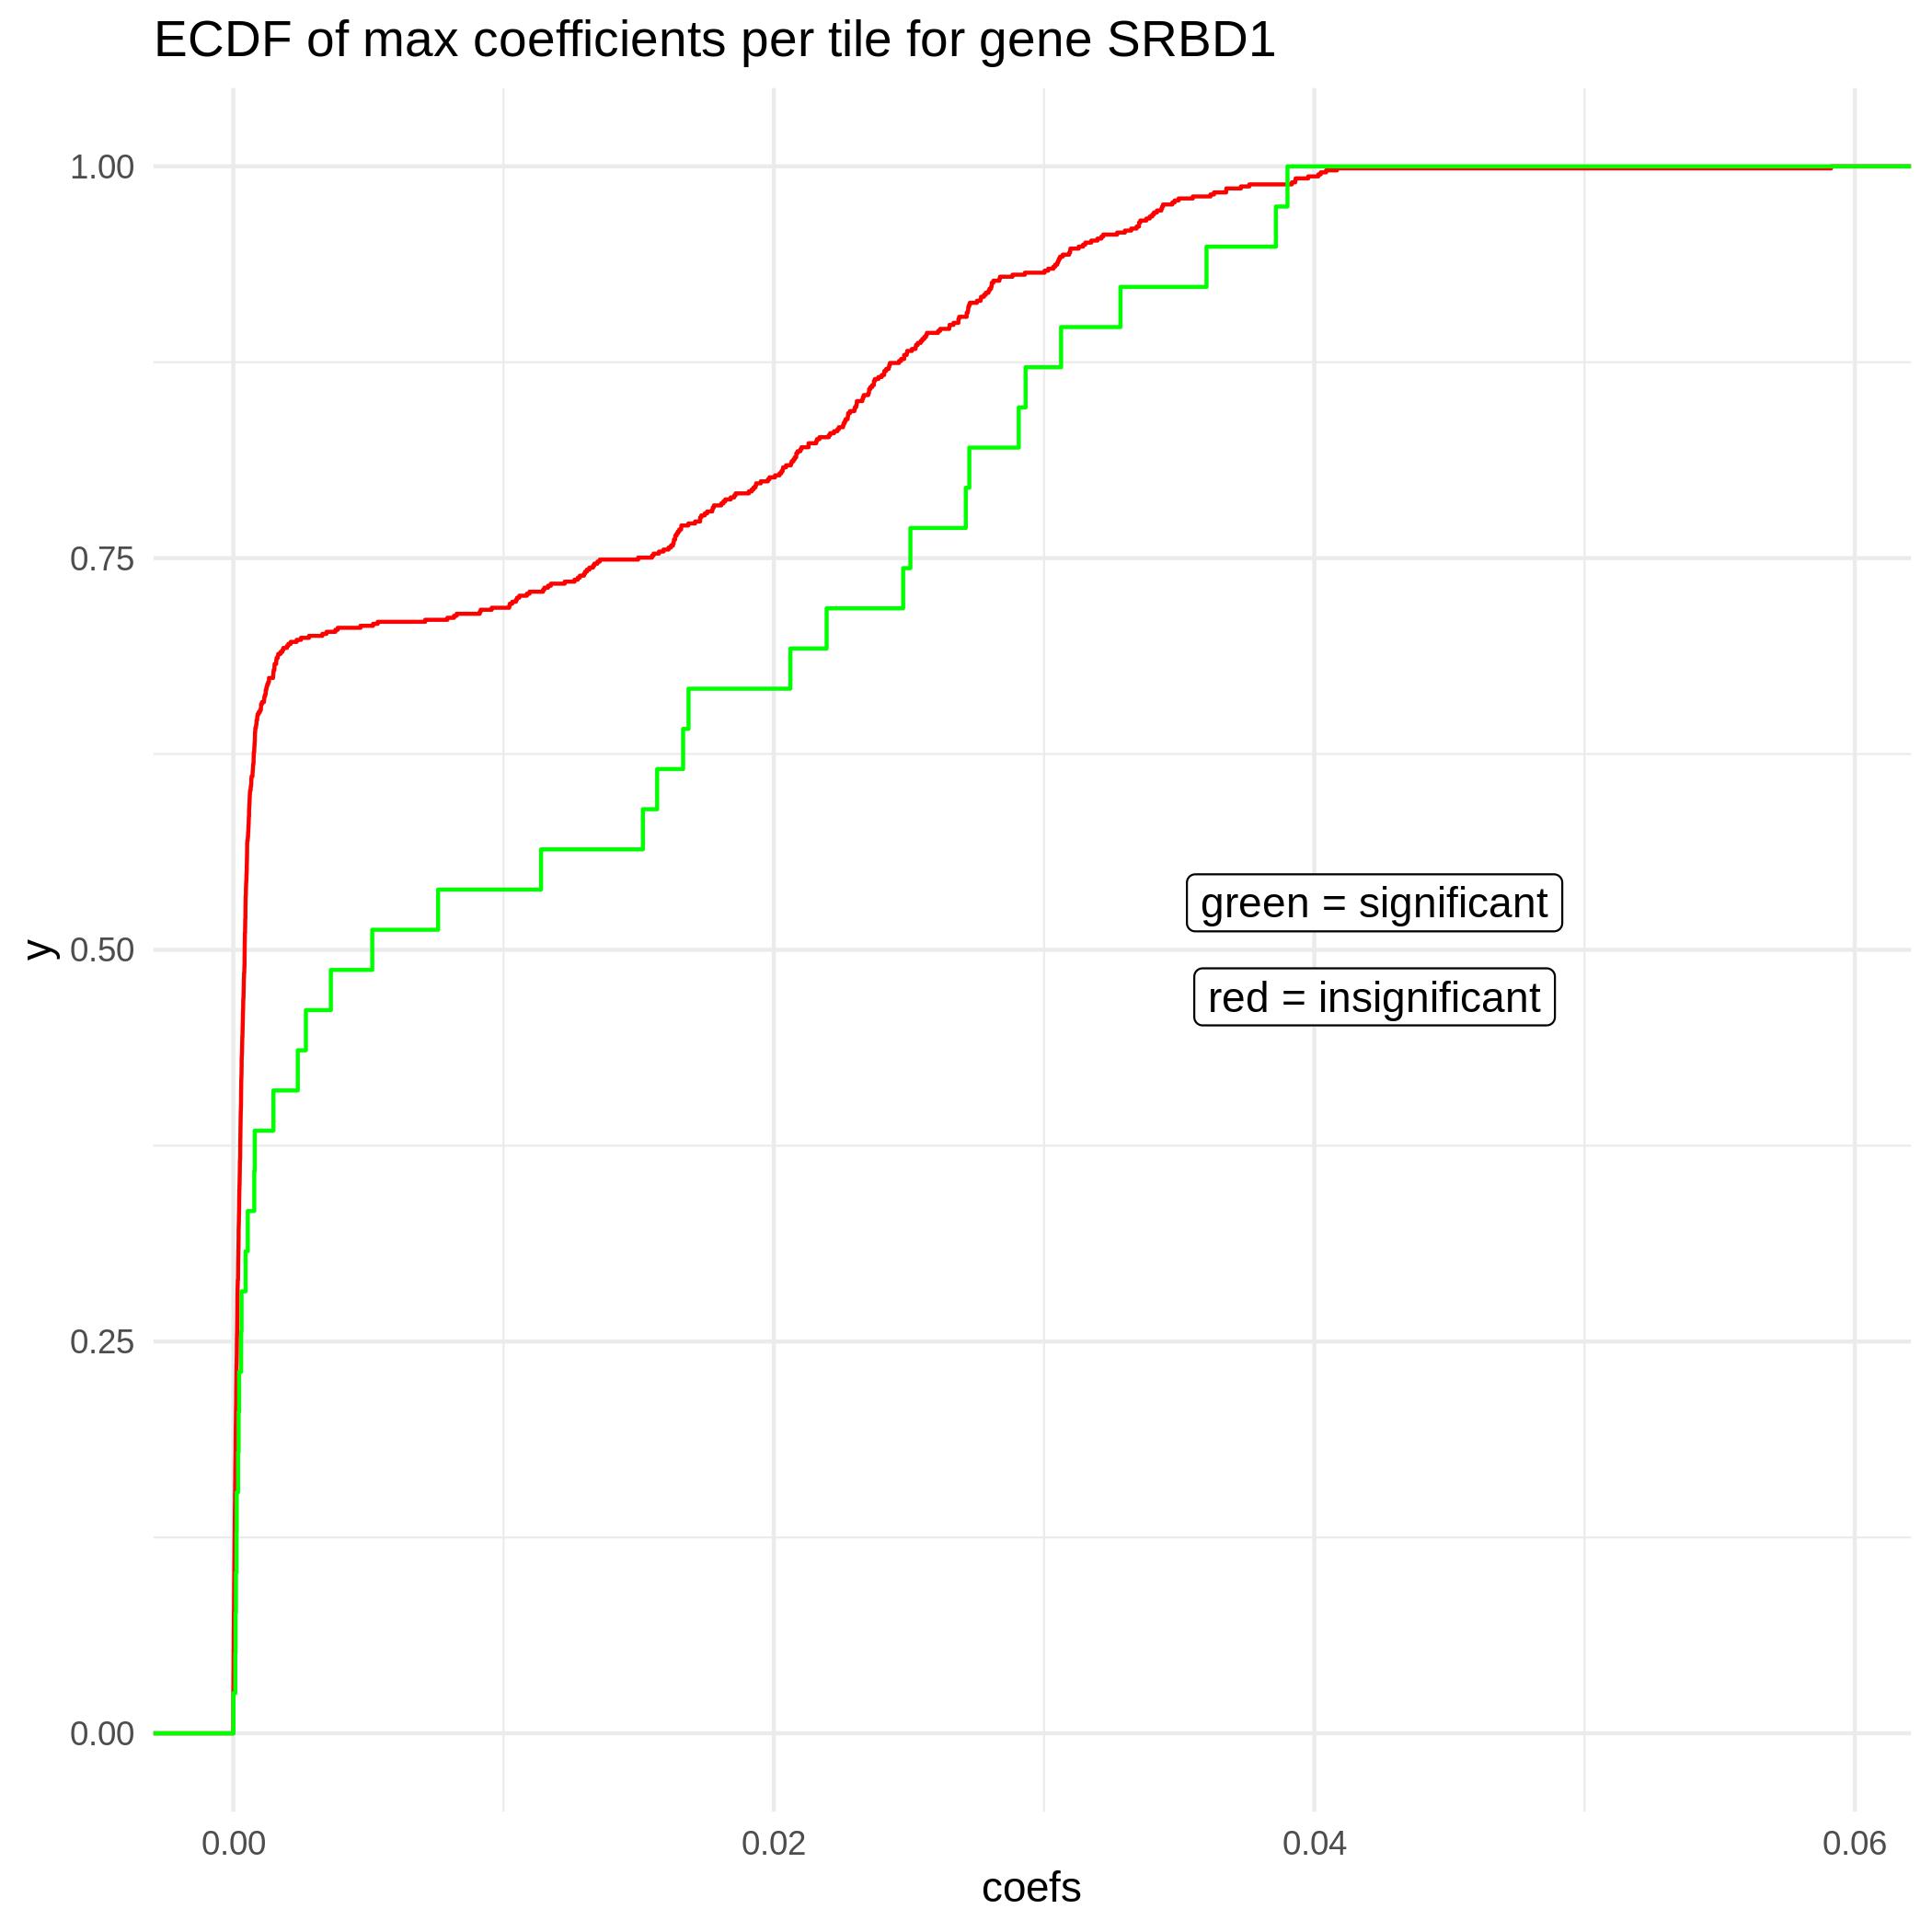 ECDF of max coefficients per tile for gene SRBD1
1.00
0.75
0.50
0.25
0.00
y
green = significant
red = insignificant
0.00 0.02 0.04 0.06
coefs